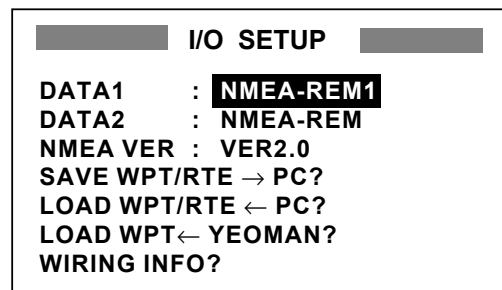 I/O SETUP
DATA1 : NMEA-REM1
DATA2 : NMEA-REM
NMEA VER : VER2.0
SAVE WPT/RTE → PC?
LOAD WPT/RTE ← PC?
LOAD WPT← YEOMAN?
WIRING INFO?